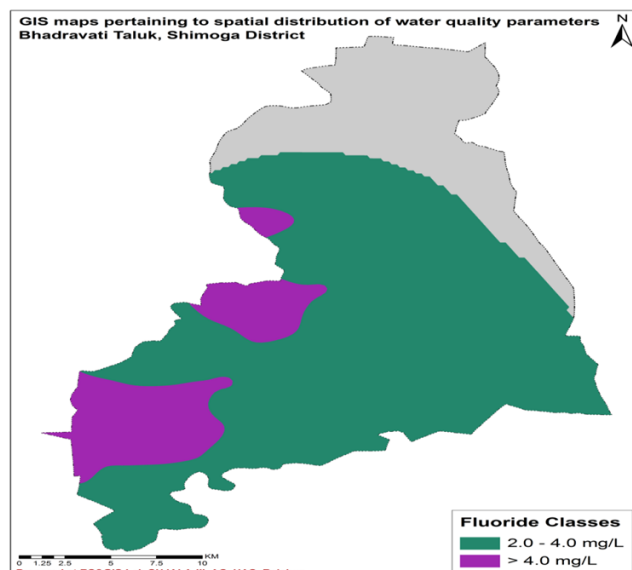 GIS maps pertaining to spatial distribution of water quality parameters
Bhadravati Taluk, Shimoga District
N
Fluoride Classes
2.0 - 4.0 mg/L
> 4.0 mg/L
0 1.25 2.5 5 7.5 10
KM